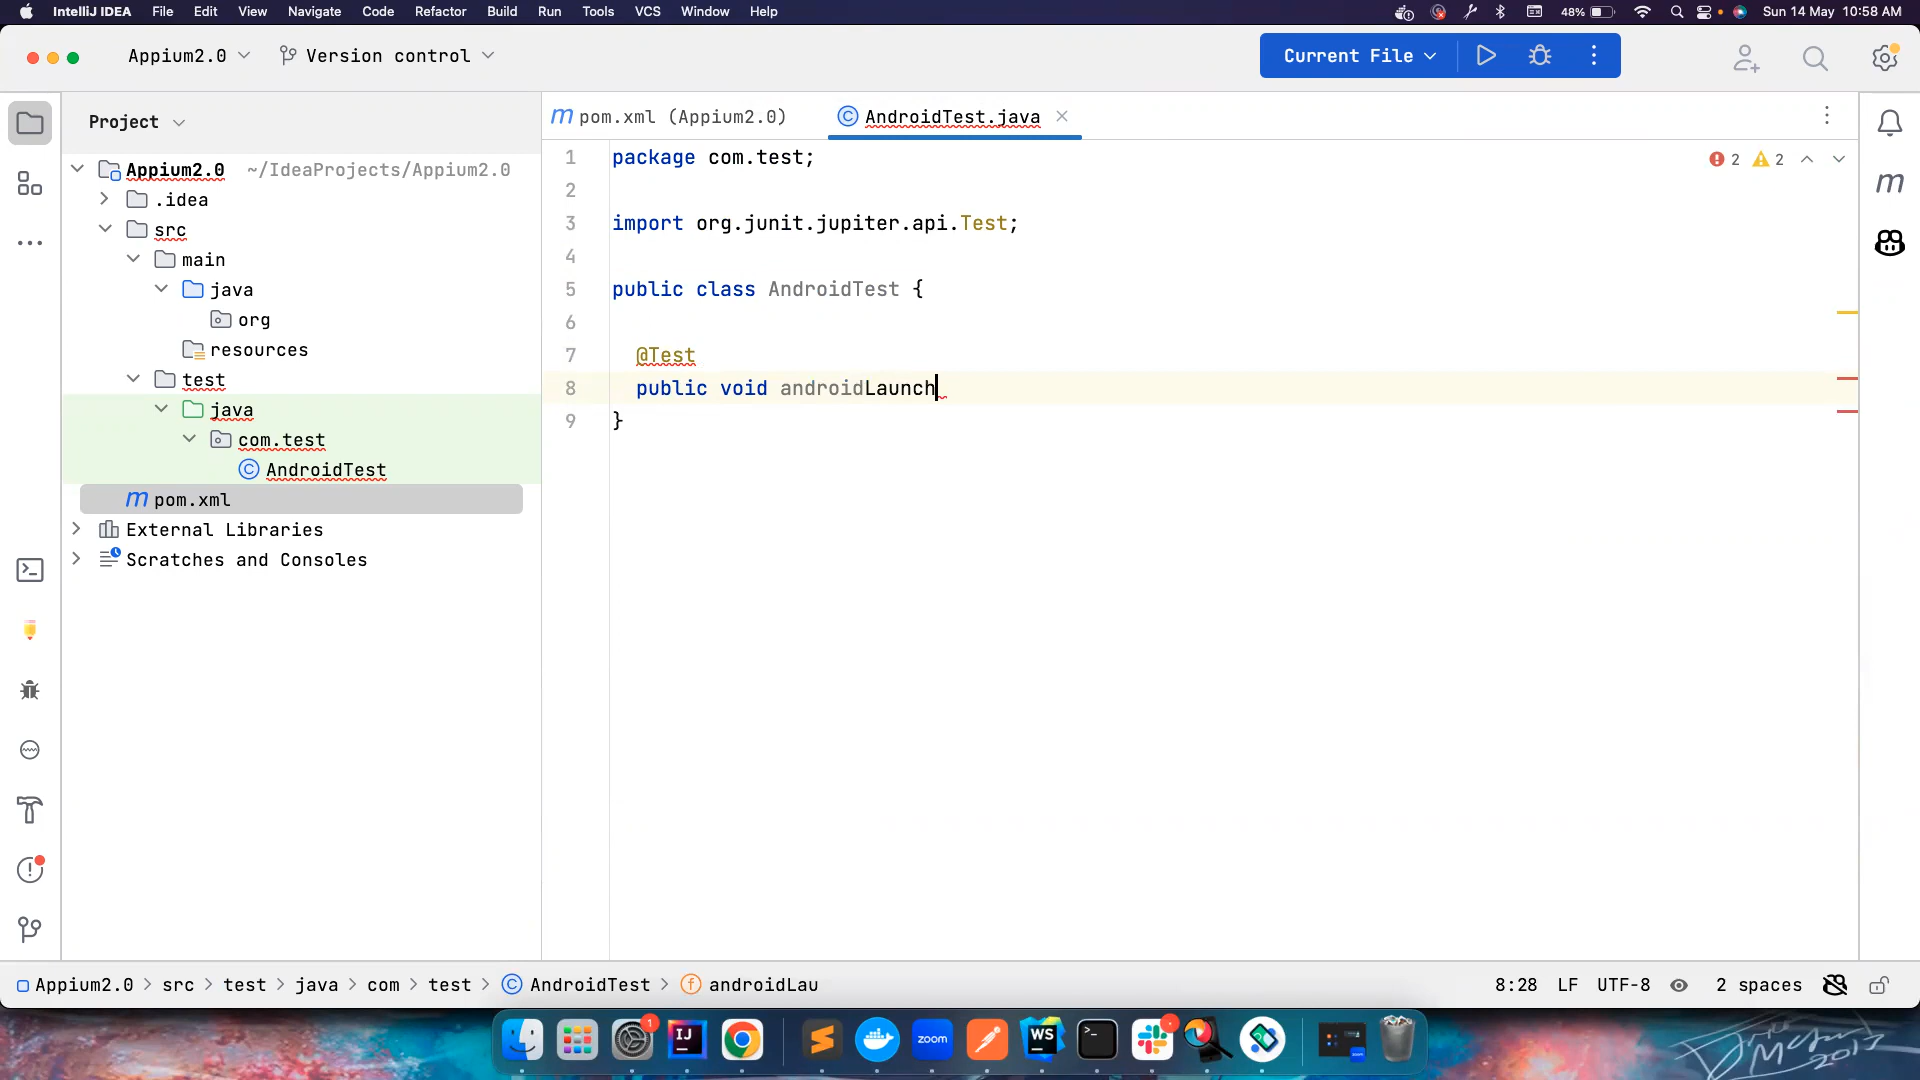 IntelliJ IDEA File Edit View Navigate Code Refactor Build Run Tools VCS Window Help 48% Sun 14 May 10:58 AM
Appium2.0 Version control Current File
Project
pom.xml (Appium2.0) AndroidTest.java
Appium2.0 ~/IdeaProjects/Appium2.0
.idea
src
main
java
org
resources
test
java
com.test
AndroidTest
pom.xml
External Libraries
Scratches and Consoles
1 package com.test; 2 2
2
3 import org.junit.jupiter.api.Test;
4
5 public class AndroidTest {
6
7 @Test
8 public void androidLaunch
9 }
Appium2.0 > src > test > java > com > test > AndroidTest > androidLau 8:28 LF UTF-8 2 spaces
1 IJ zoom WS
2017